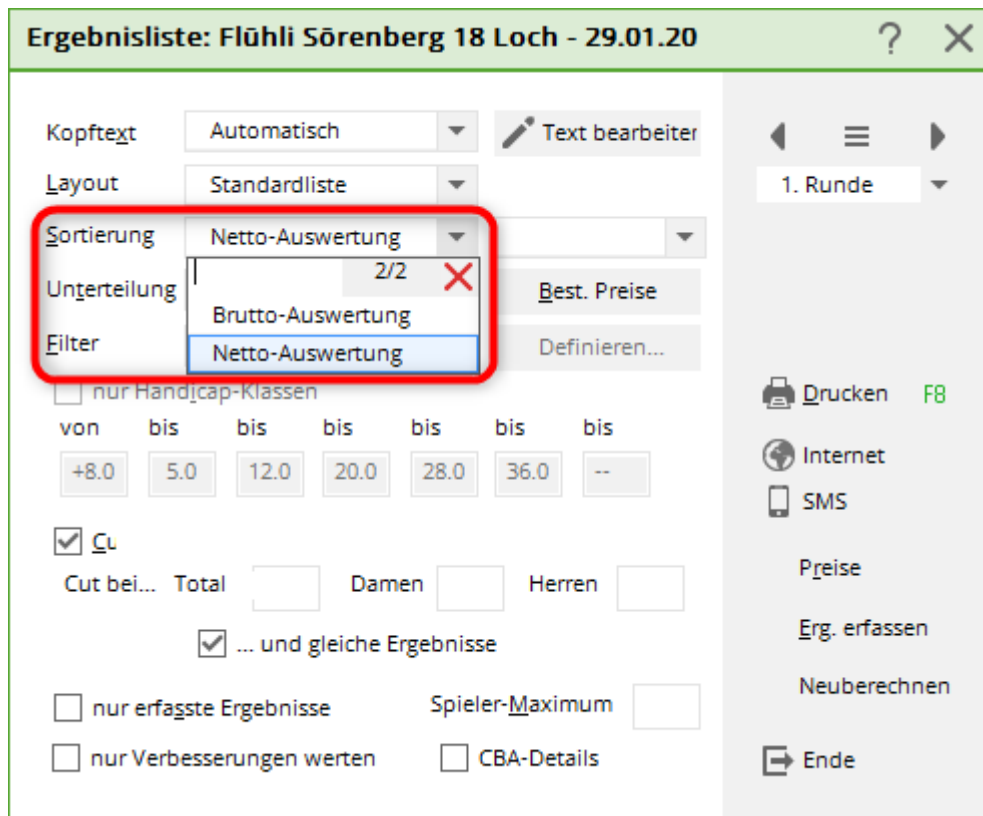 Ergebnisliste: Flühli Sörenberg 18 Loch - 29.01.20 ?
Kopftext Automatisch Text bearbeiter
Layout Standardliste 1. Runde
Sortierung Netto-Auswertung
2/2
Unterteilung Best. Preise
Brutto-Auswertung
Filter Netto-Auswertung Definieren...
nur Handicap-Klassen Drucken F8
von bis bis bis bis bis bis
+8.0 5.0 12.0 20.0 28.0 36.0 --
Internet
SMS
Cu
Cut bei... Total Damen Herren
Preise
... und gleiche Ergebnisse
Erg. erfassen
Neuberechnen
nur erfasste Ergebnisse Spieler-Maximum
nur Verbesserungen werten CBA-Details
Ende